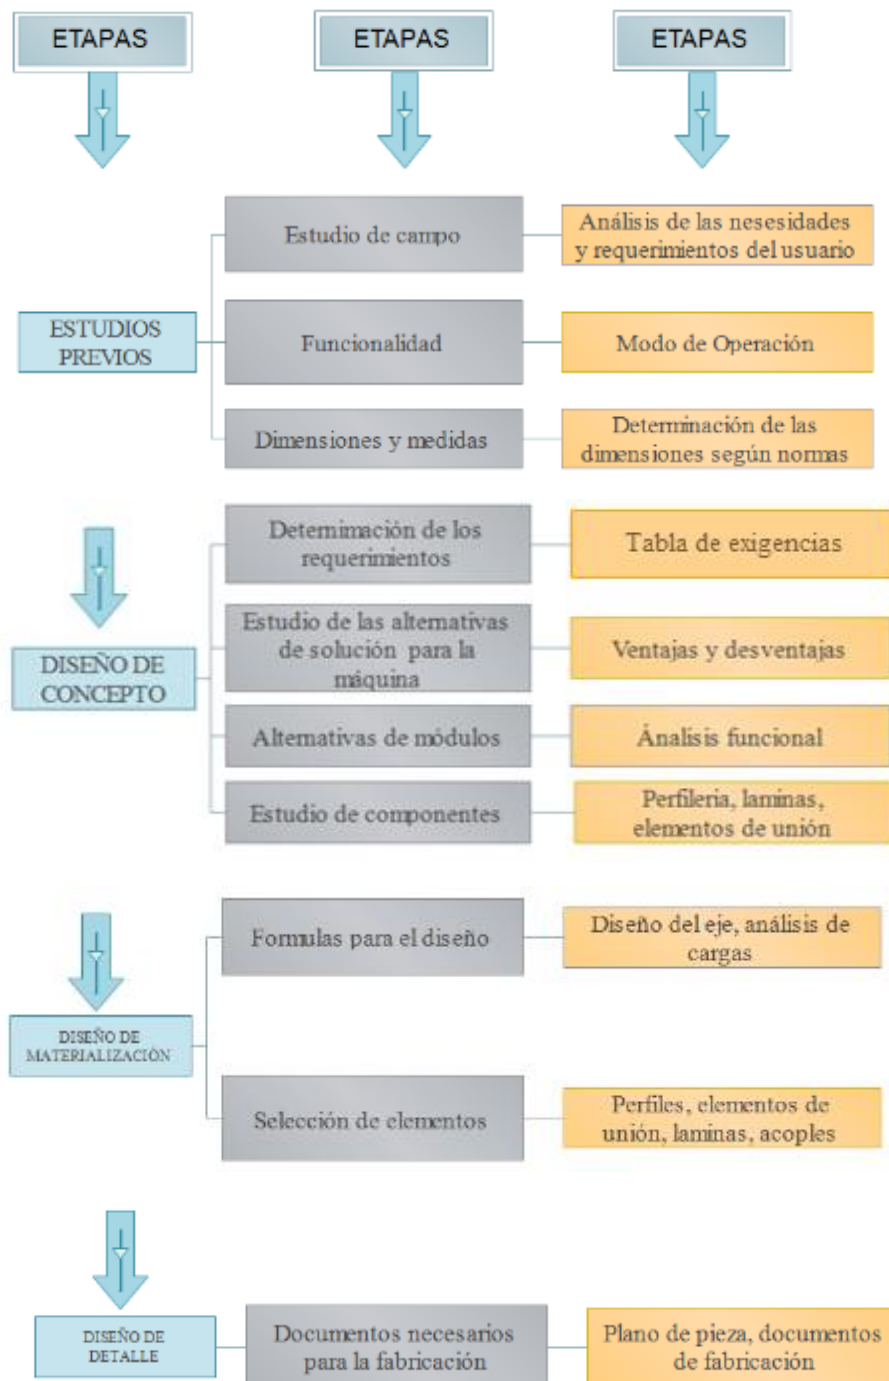 ETAPAS
ETAPAS
ETAPAS
Estudio de campo
Análisis de las nesesidades
y requerimientos del usuario
ESTUDIOS
PREVIOS
Funcionalidad
Modo de Operación
Dimensiones y medidas
Determinación de las
dimensiones según normas
Deternimación de los
requerimientos
Tabla de exigencias
DISEÑO DE
CONCEPTO
Estudio de las alternativas
de solución para la
máquina
Ventajas y desventajas
Alternativas de módulos
Ánalisis funcional
Estudio de componentes
Perfileria, laminas,
elementos de unión
Formulas para el diseño
Diseño del eje, análisis de
cargas
DISEÑO DE
MATERIALIZACIÓN
Selección de elementos
Perfiles, elementos de
unión, laminas, acoples
DISEÑO DE
DETALLE
Documentos necesarios
para la fabricación
Plano de pieza, documentos
de fabricación